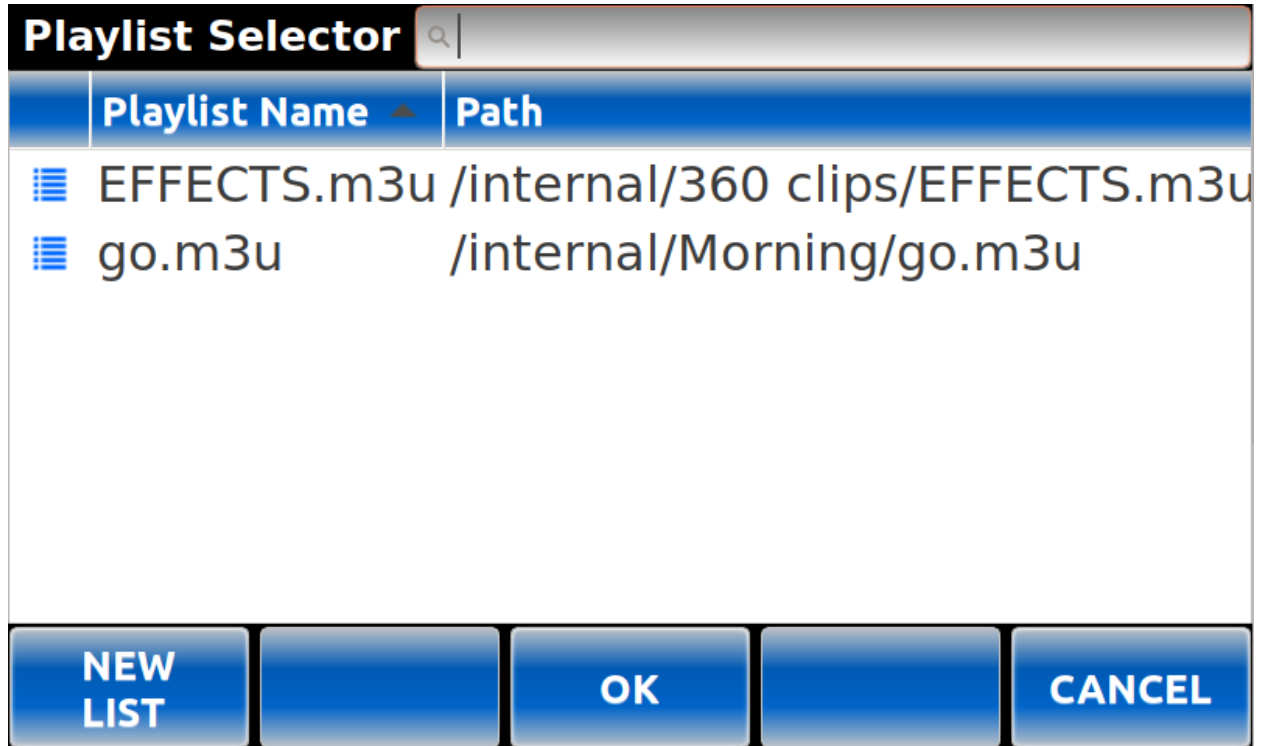 Playlist Selector
Playlist Name Path
EFFECTS.m3u /internal/360 clips/EFFECTS.m3u
go.m3u /internal/Morning/go.m3u
NEW
LIST
OK
CANCEL